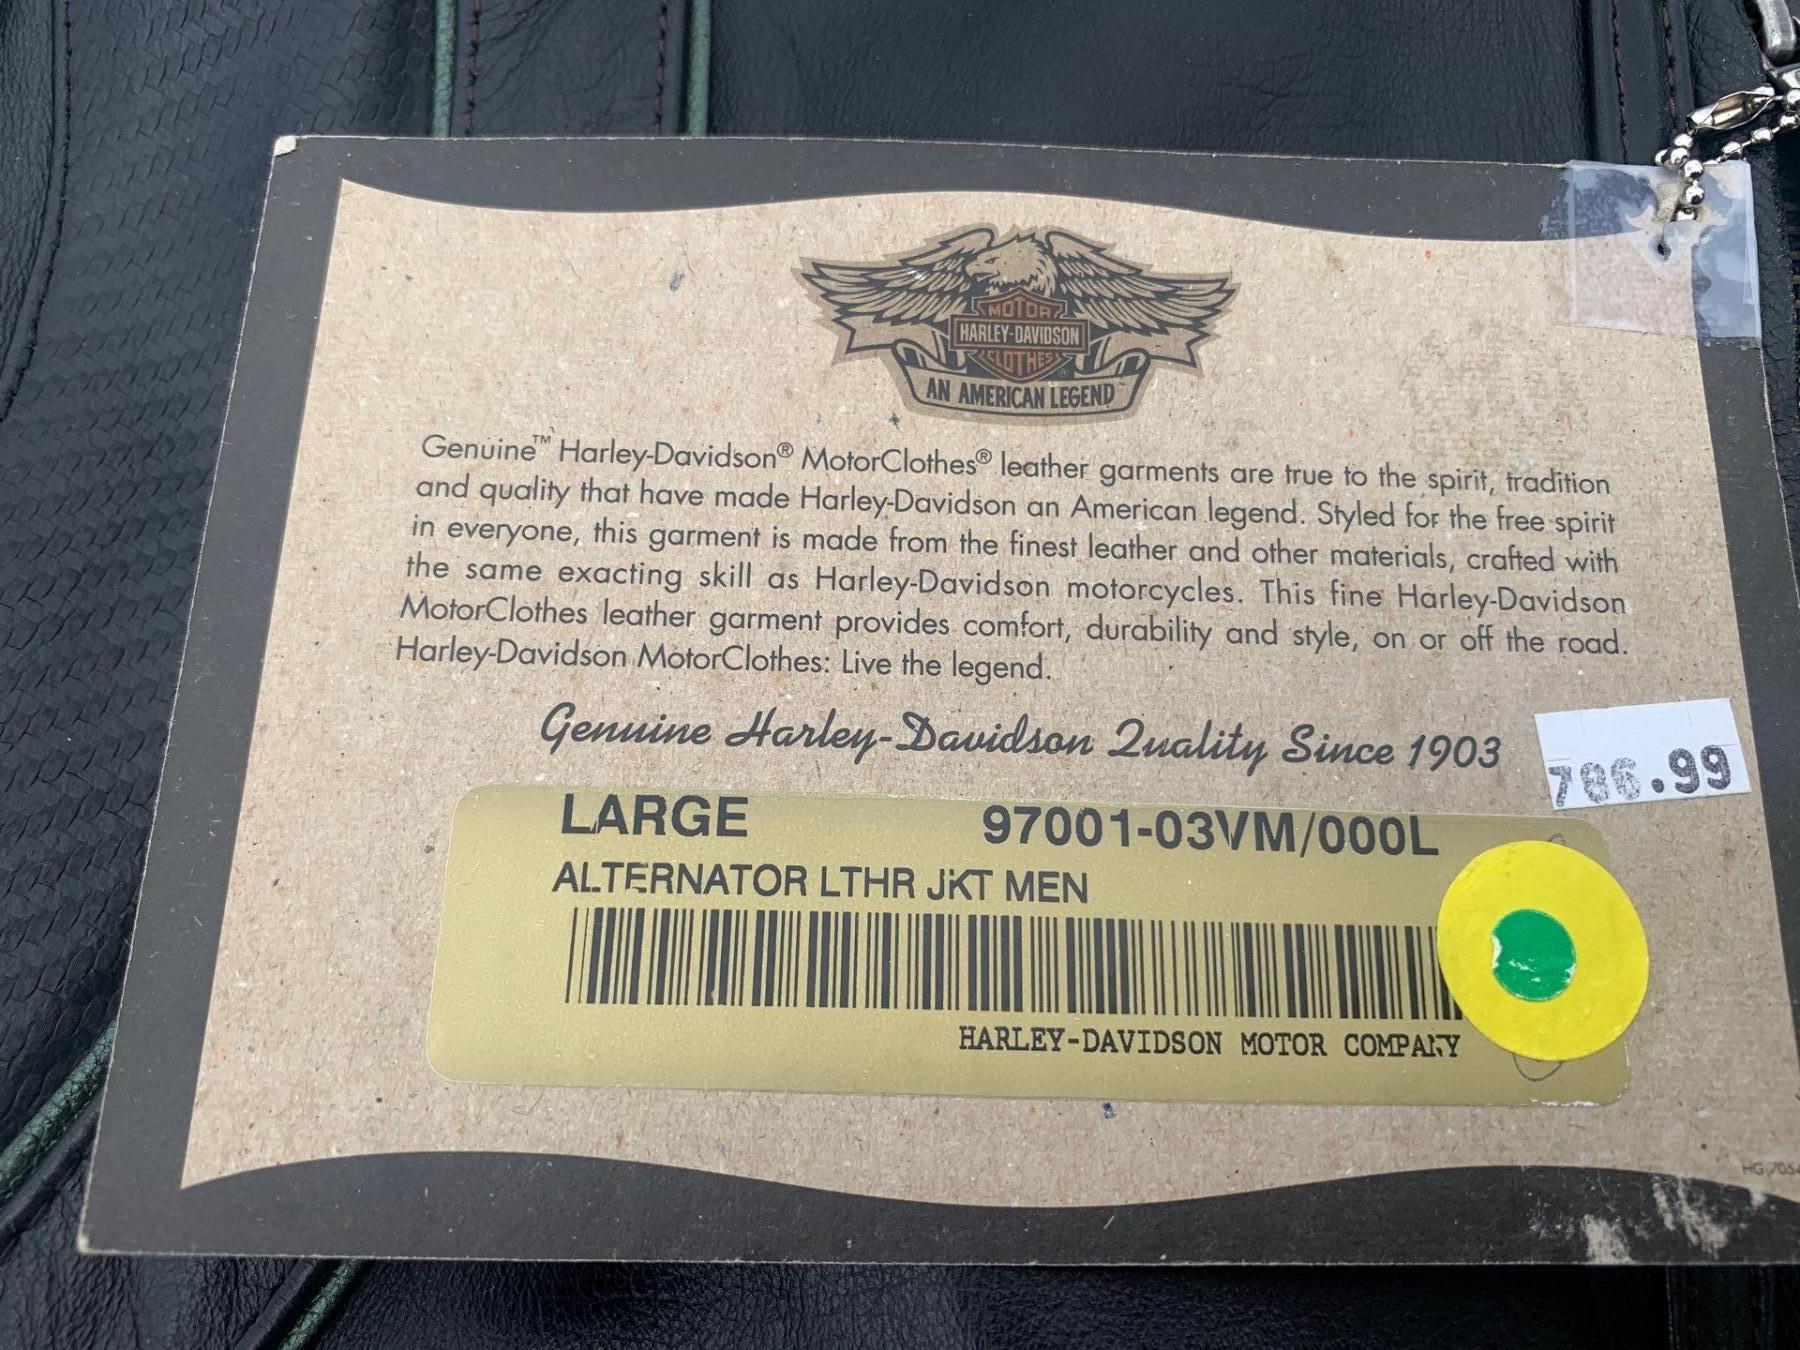 MOTOR
HARLEY-DAVIDSON
CLOTHES
AN AMERICAN LEGEND
Genuine™ Harley-Davidson® MotorClothes® leather garments are true to the spirit, tradition
and quality that have made Harley-Davidson an American legend. Styled for the free spirit
in everyone, this garment is made from the finest leather and other materials, crafted with
the same exacting skill as Harley-Davidson motorcycles. This fine Harley-Davidson
MotorClothes leather garment provides comfort, durability and style, on or off the road.
Harley-Davidson MotorClothes: Live the legend.
Genuine Harley-Davidson Quality Since 1903
786.99
LARGE 97001-03VM/000L
ALTERNATOR LTHR JKT MEN
HARLEY-DAVIDSON MOTOR COMPANY
HG